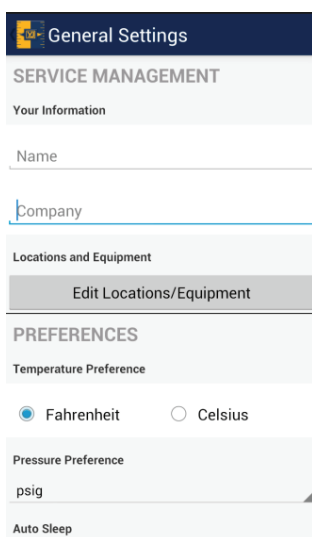 General Settings
SERVICE MANAGEMENT
Your Information
Name
Company
Locations and Equipment
Edit Locations/Equipment
PREFERENCES
Temperature Preference
Fahrenheit Celsius
Pressure Preference
psig
Auto Sleep